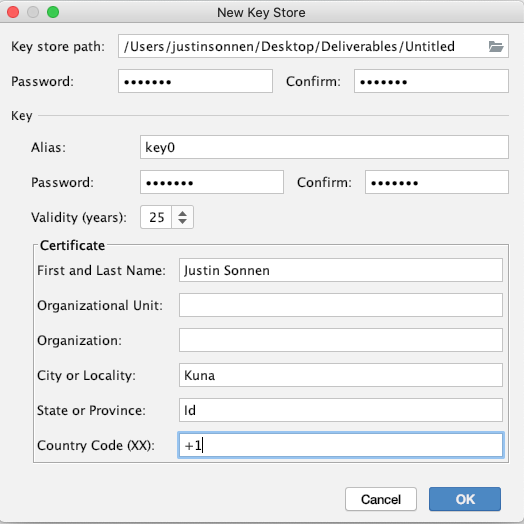 New Key Store
Key store path: /Users/justinsonnen/Desktop/Deliverables/Untitled
Password: ••••••• Confirm: •••••••
Key
Alias: key0
Password: ••••••• Confirm: •••••••
Validity (years): 25
Certificate
First and Last Name: Justin Sonnen
Organizational Unit:
Organization:
City or Locality: Kuna
State or Province: Id
Country Code (XX): +1
Cancel OK